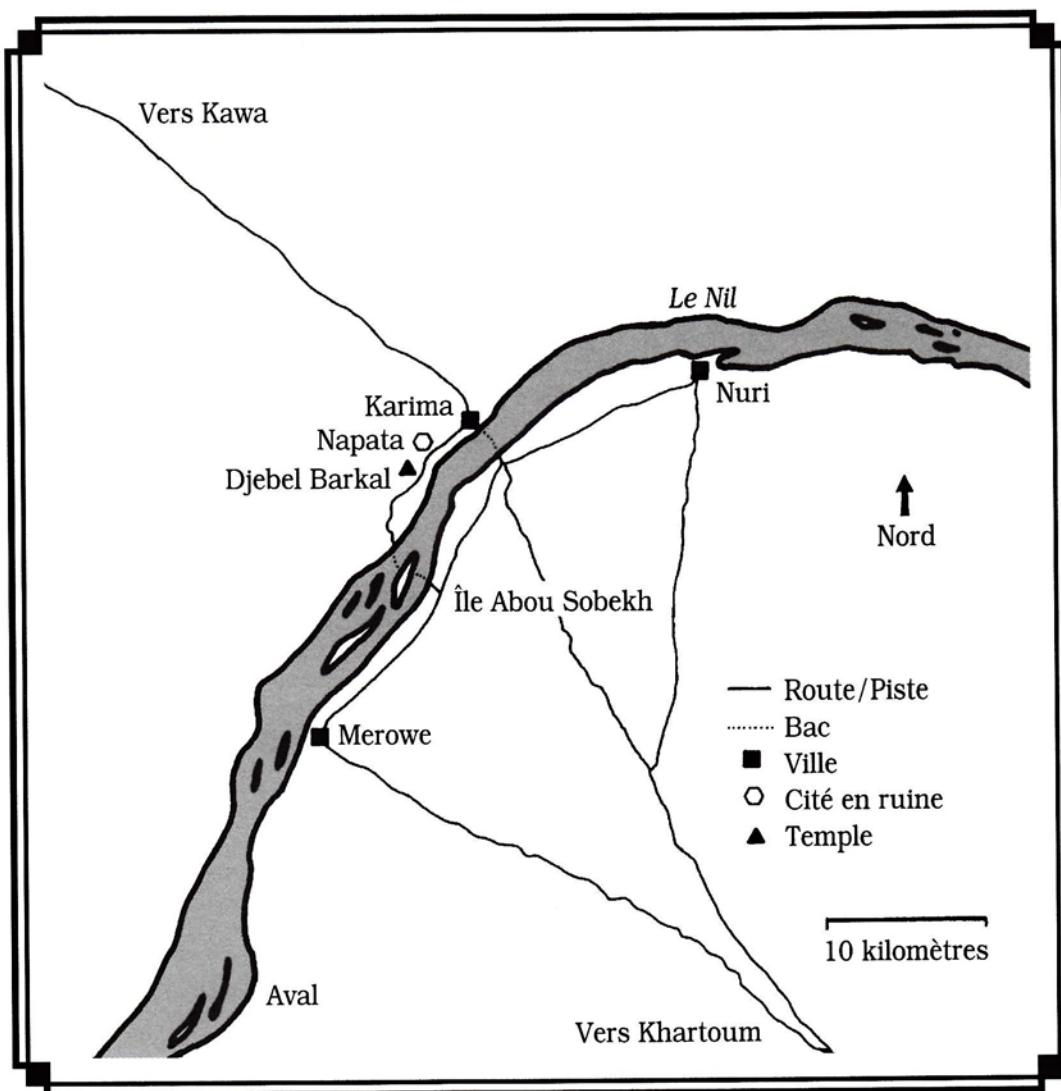 Vers Kawa
Le Nil
Karima
Nuri
Napata
Djebel Barkal
Nord
Île Abou Sobekh
Route/Piste
Merowe
Bac
Ville
Cité en ruine
Temple
10 kilomètres
Aval
Vers Khartoum